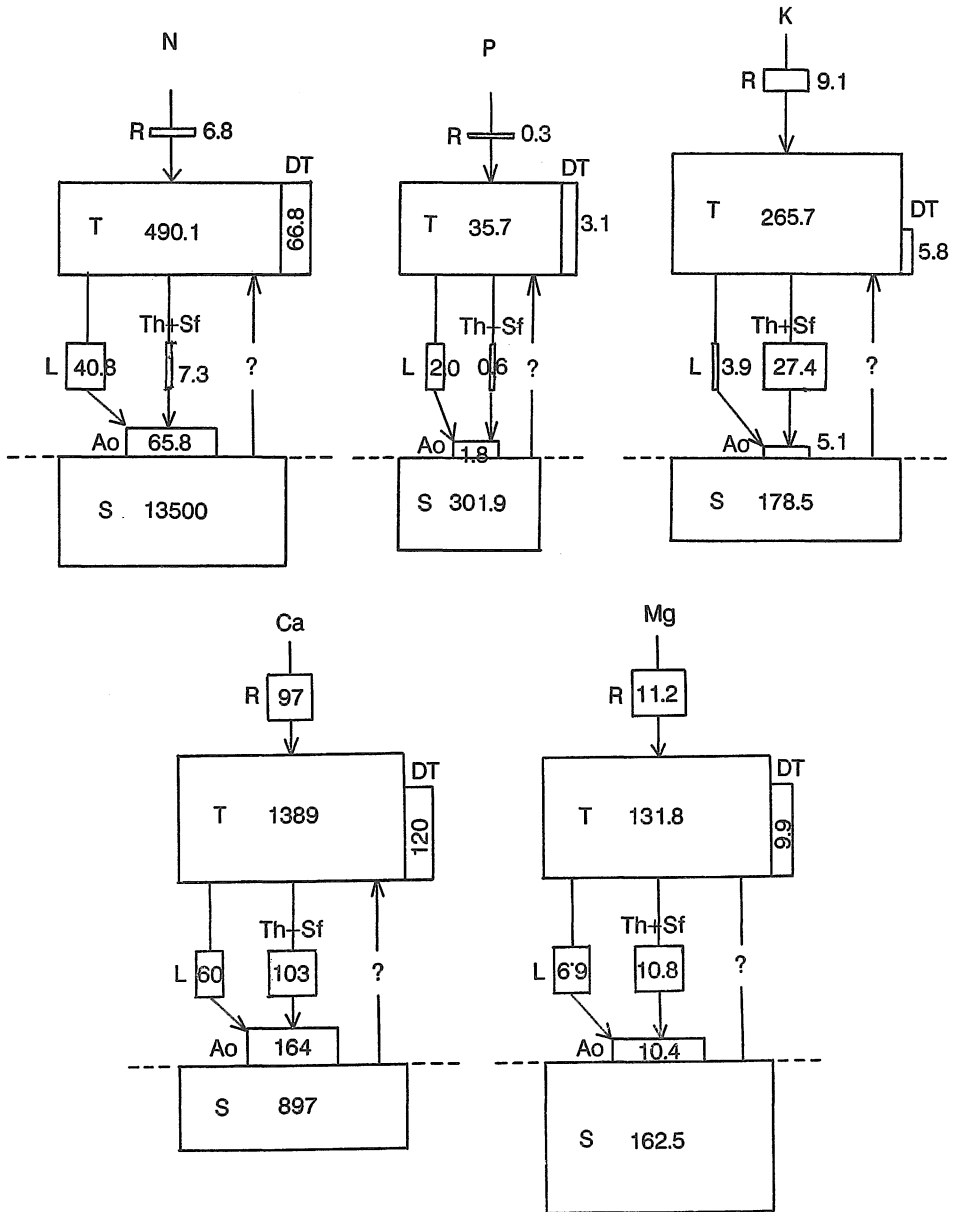 N
R 6.8
DT
T 490.1
66.8
Th+Sf
L 40.8
7.3
?
Ao 65.8
S 13500
P
R 0.3
DT
T 35.7
3.1
Th+Sf
L 2.0
0.6
?
Ao 1.8
S 301.9
K
R 9.1
T 265.7
DT
5.8
Th+Sf
L 3.9
27.4
?
Ao 5.1
S 178.5
Ca
R 97
DT
T 1389
120
Th+Sf
L 60
103
?
Ao 164
S 897
Mg
R 11.2
DT
T 131.8
9.9
Th+Sf
L 6.9
10.8
?
Ao 10.4
S 162.5